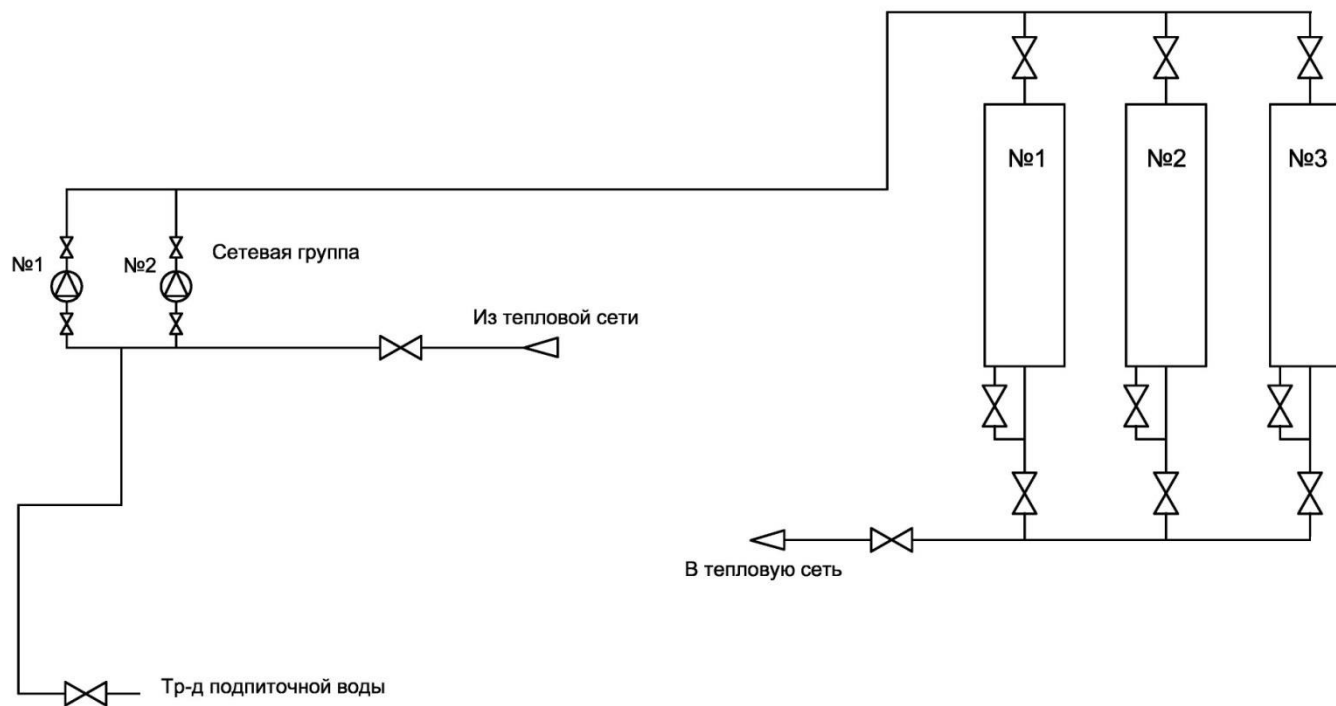 №1
№2
№3
№1
№2
Сетевая группа
Из тепловой сети
В тепловую сеть
Тр-д подпиточной воды